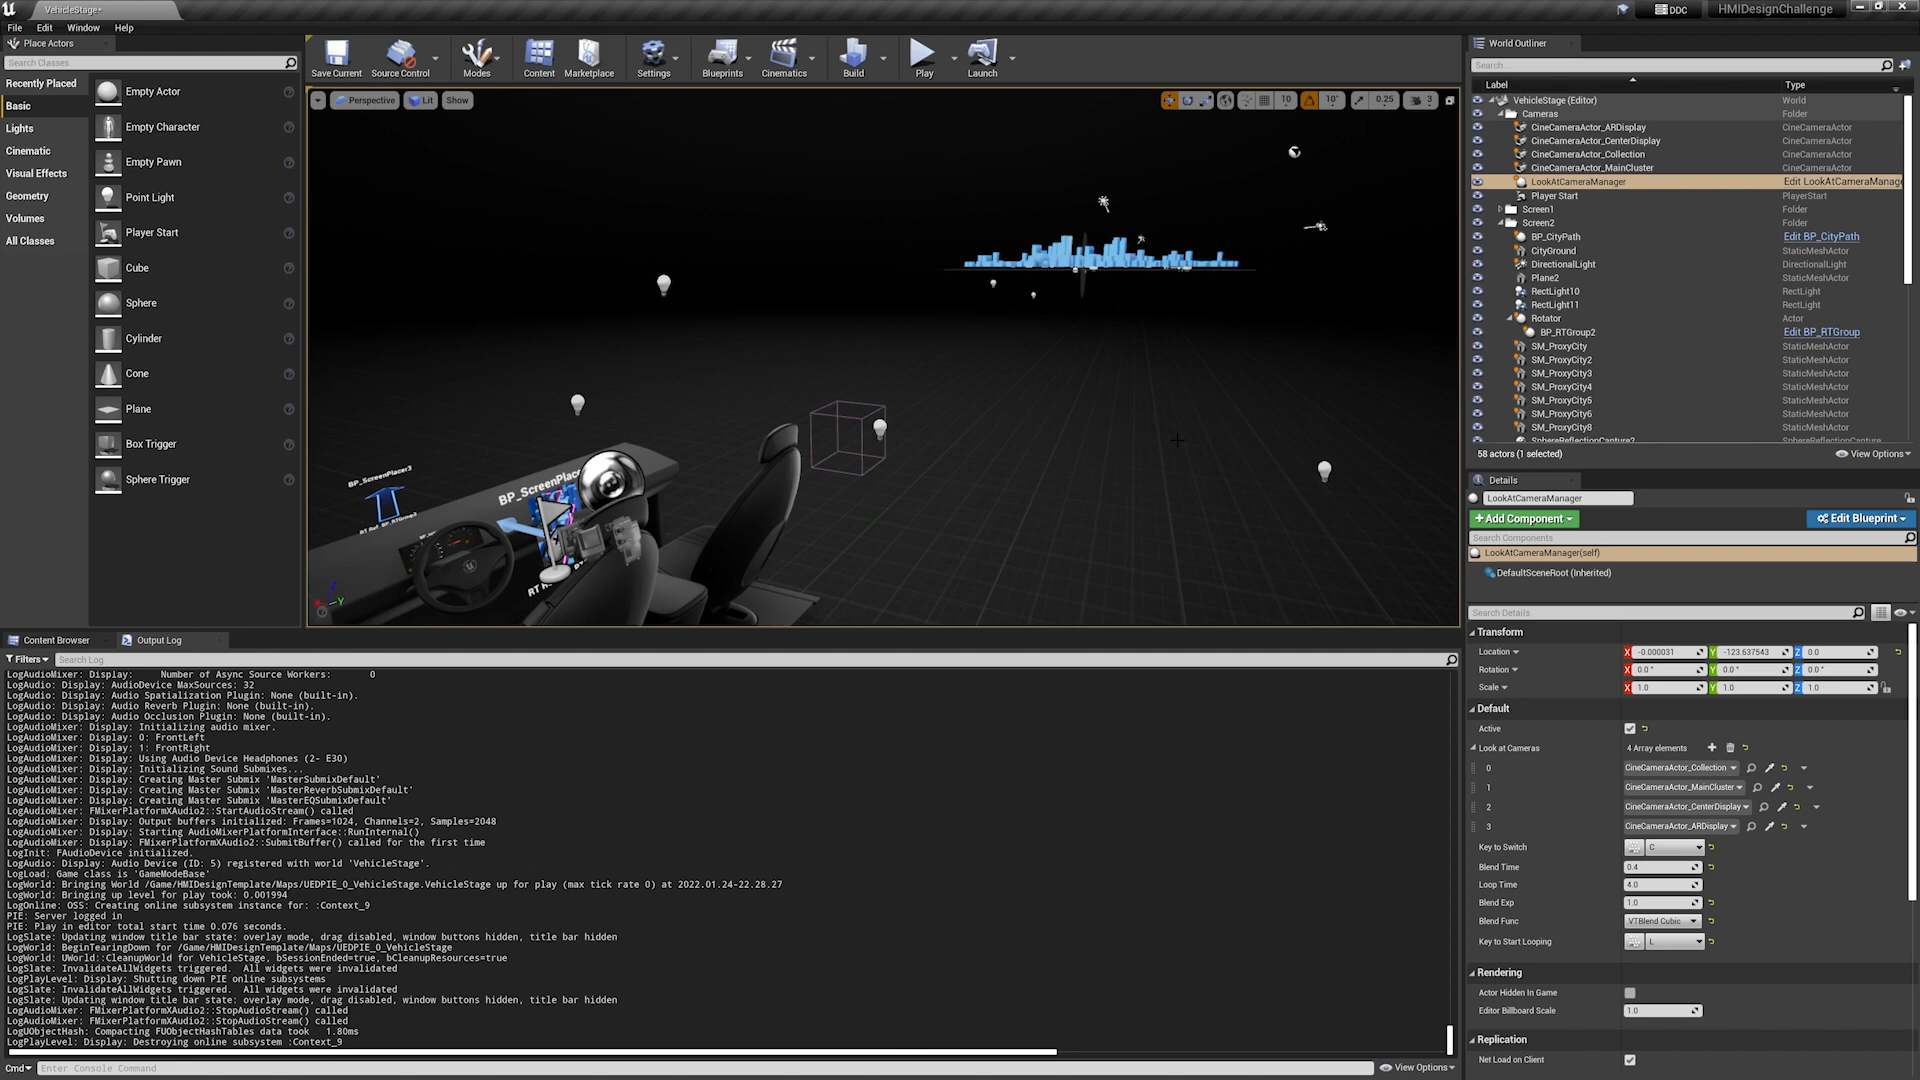 VehicleStage*
DDC
HMIDesignChallenge
File Edit Window Help
Place Actors
Search Classes
Recently Placed
Basic
Lights
Cinematic
Visual Effects
Geometry
Volumes
All Classes
Empty Actor
Empty Character
Empty Pawn
Point Light
Player Start
Cube
Sphere
Cylinder
Cone
Plane
Box Trigger
Sphere Trigger
Save Current
Source Control
Modes
Content
Marketplace
Settings
Blueprints
Cinematics
Build
Play
Launch
Perspective
Lit
Show
10
10°
0.25
3
BP_ScreenPlacer3
BP_ScreenPlace
Y
World Outliner
Search...
Label Type
VehicleStage (Editor) World
Cameras Folder
CineCameraActor_ARDisplay CineCameraActor
CineCameraActor_CenterDisplay CineCameraActor
CineCameraActor_Collection CineCameraActor
CineCameraActor_MainCluster CineCameraActor
LookAtCameraManager Edit LookAtCameraManage
Player Start PlayerStart
Screen1 Folder
Screen2 Folder
BP_CityPath Edit BP_CityPath
CityGround StaticMeshActor
DirectionalLight DirectionalLight
Plane2 StaticMeshActor
RectLight10 RectLight
RectLight11 RectLight
Rotator Actor
BP_RTGroup2 Edit BP_RTGroup
SM_ProxyCity StaticMeshActor
SM_ProxyCity2 StaticMeshActor
SM_ProxyCity3 StaticMeshActor
SM_ProxyCity4 StaticMeshActor
SM_ProxyCity5 StaticMeshActor
SM_ProxyCity6 StaticMeshActor
SM_ProxyCity8 StaticMeshActor
SphereReflectionCapture2 SphereReflectionCapture
58 actors (1 selected) View Options
Details
LookAtCameraManager
+ Add Component
Edit Blueprint
Search Components
LookAtCameraManager(self)
DefaultSceneRoot (Inherited)
Search Details
Transform
Location X -0.000031 Y -123.637543 Z 0.0
Rotation X 0.0 ° Y 0.0 ° Z 0.0 °
Scale X 1.0 Y 1.0 Z 1.0
Default
Active
Look at Cameras 4 Array elements
0 CineCameraActor_Collection
1 CineCameraActor_MainCluster
2 CineCameraActor_CenterDisplay
3 CineCameraActor_ARDisplay
Key to Switch C
Blend Time 0.4
Loop Time 4.0
Blend Exp 1.0
Blend Func VTBlend Cubic
Key to Start Looping L
Rendering
Actor Hidden In Game
Editor Billboard Scale 1.0
Replication
Net Load on Client
Content Browser
Output Log
Filters
Search Log
LogAudioMixer: Display: Number of Async Source Workers: 0
LogAudio: Display: AudioDevice MaxSources: 32
LogAudio: Display: Audio Spatialization Plugin: None (built-in).
LogAudio: Display: Audio Reverb Plugin: None (built-in).
LogAudio: Display: Audio Occlusion Plugin: None (built-in).
LogAudioMixer: Display: Initializing audio mixer.
LogAudioMixer: Display: 0: FrontLeft
LogAudioMixer: Display: 1: FrontRight
LogAudioMixer: Display: Using Audio Device Headphones (2- E30)
LogAudioMixer: Display: Initializing Sound Submixes...
LogAudioMixer: Display: Creating Master Submix 'MasterSubmixDefault'
LogAudioMixer: Display: Creating Master Submix 'MasterReverbSubmixDefault'
LogAudioMixer: Display: Creating Master Submix 'MasterEQSubmixDefault'
LogAudioMixer: FMixerPlatformXAudio2::StartAudioStream() called
LogAudioMixer: Display: Output buffers initialized: Frames=1024, Channels=2, Samples=2048
LogAudioMixer: Display: Starting AudioMixerPlatformInterface::RunInternal()
LogAudioMixer: Display: FMixerPlatformXAudio2::SubmitBuffer() called for the first time
LogInit: FAudioDevice initialized.
LogAudio: Display: Audio Device (ID: 5) registered with world 'VehicleStage'.
LogLoad: Game class is 'GameModeBase'
LogWorld: Bringing World /Game/HMIDesignTemplate/Maps/UEDPIE_0_VehicleStage.VehicleStage up for play (max tick rate 0) at 2022.01.24-22.28.27
LogWorld: Bringing up level for play took: 0.001994
LogOnline: OSS: Creating online subsystem instance for: :Context_9
PIE: Server logged in
PIE: Play in editor total start time 0.076 seconds.
LogSlate: Updating window title bar state: overlay mode, drag disabled, window buttons hidden, title bar hidden
LogWorld: BeginTearingDown for /Game/HMIDesignTemplate/Maps/UEDPIE_0_VehicleStage
LogWorld: UWorld::CleanupWorld for VehicleStage, bSessionEnded=true, bCleanupResources=true
LogSlate: InvalidateAllWidgets triggered. All widgets were invalidated
LogPlayLevel: Display: Shutting down PIE online subsystems
LogSlate: InvalidateAllWidgets triggered. All widgets were invalidated
LogSlate: Updating window title bar state: overlay mode, drag disabled, window buttons hidden, title bar hidden
LogAudioMixer: FMixerPlatformXAudio2::StopAudioStream() called
LogAudioMixer: FMixerPlatformXAudio2::StopAudioStream() called
LogUObjectHash: Compacting FUObjectHashTables data took 1.80ms
LogPlayLevel: Display: Destroying online subsystem :Context_9
Cmd Enter Console Command
View Options